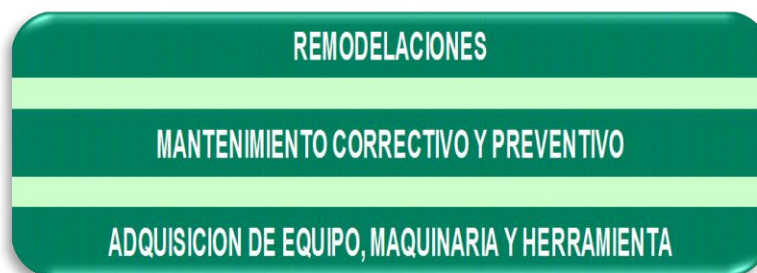 REMODELACIONES
MANTENIMIENTO CORRECTIVO Y PREVENTIVO
ADQUISICION DE EQUIPO, MAQUINARIA Y HERRAMIENTA